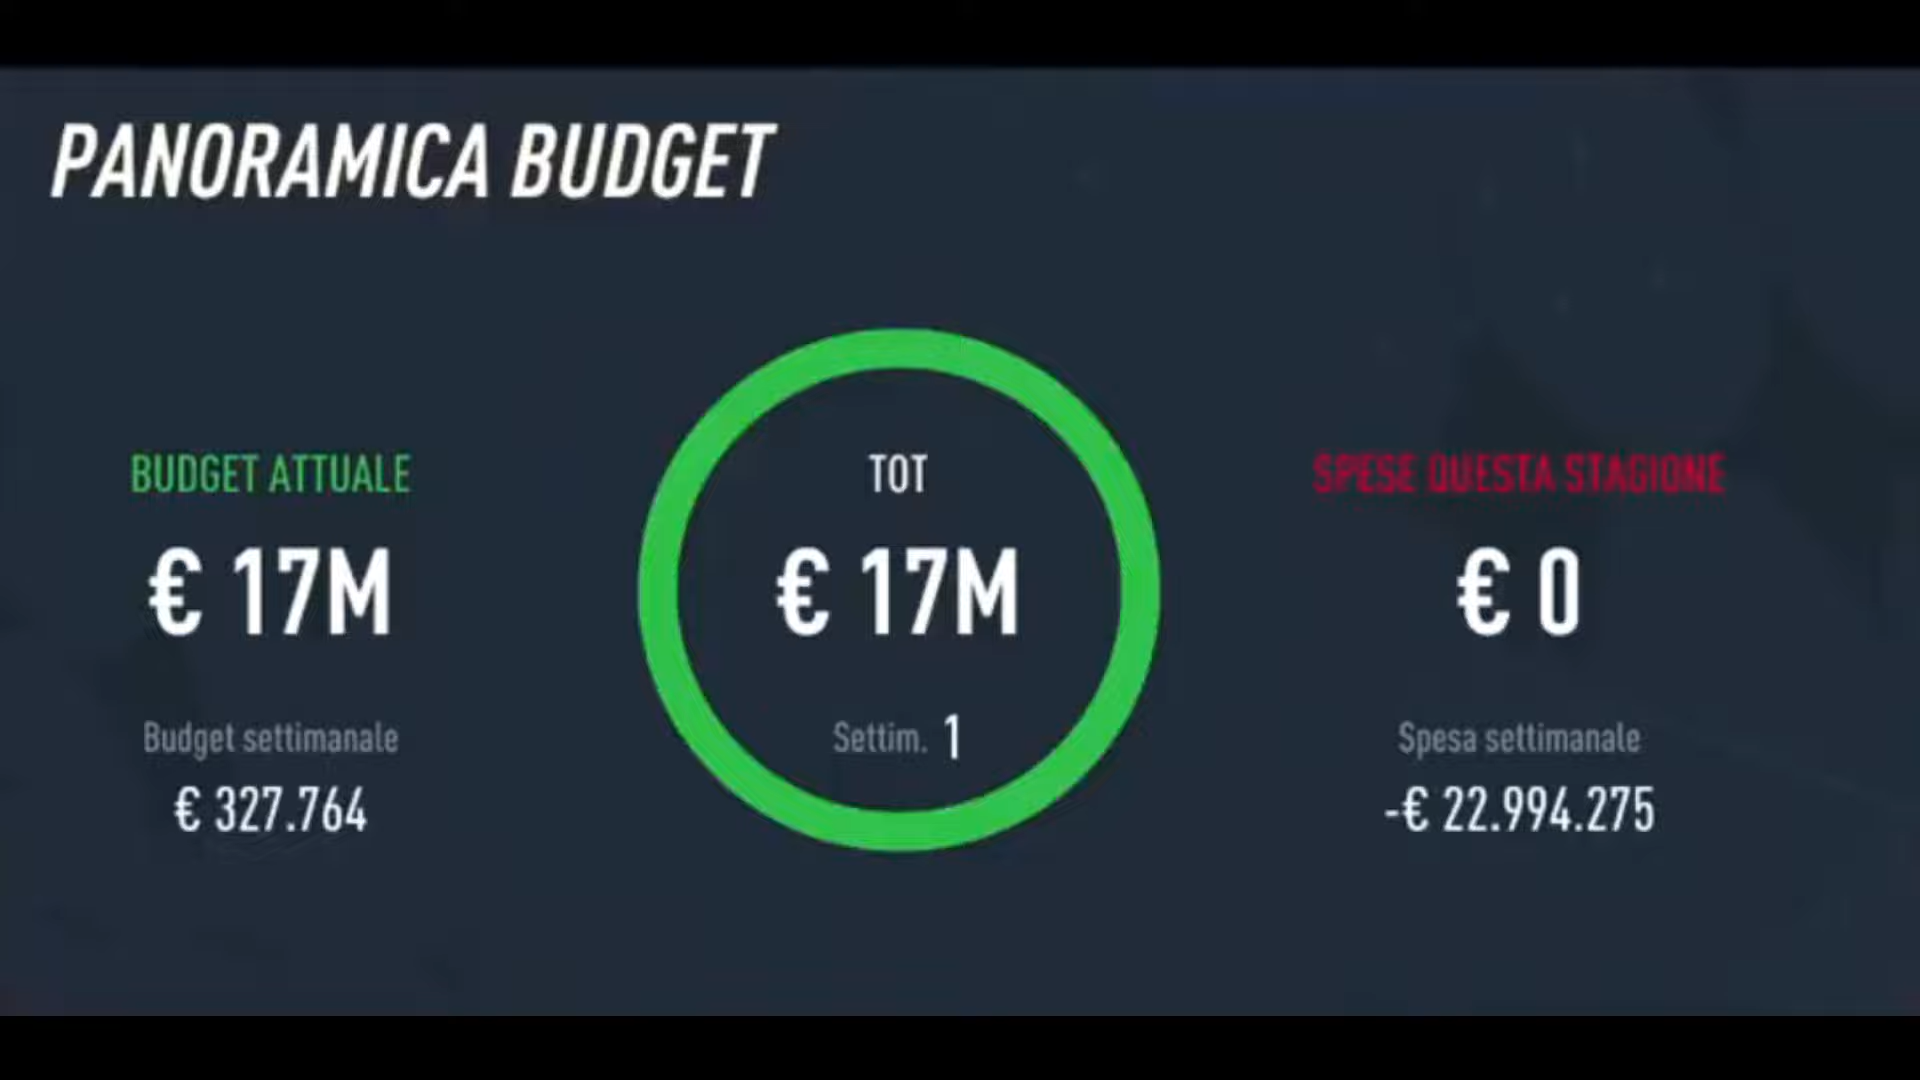 PANORAMICA BUDGET
BUDGET ATTUALE
€ 17M
Budget settimanale
€ 327.764
TOT
€ 17M
Settim. 1
SPESE QUESTA STAGIONE
€ 0
Spesa settimanale
-€ 22.994.275